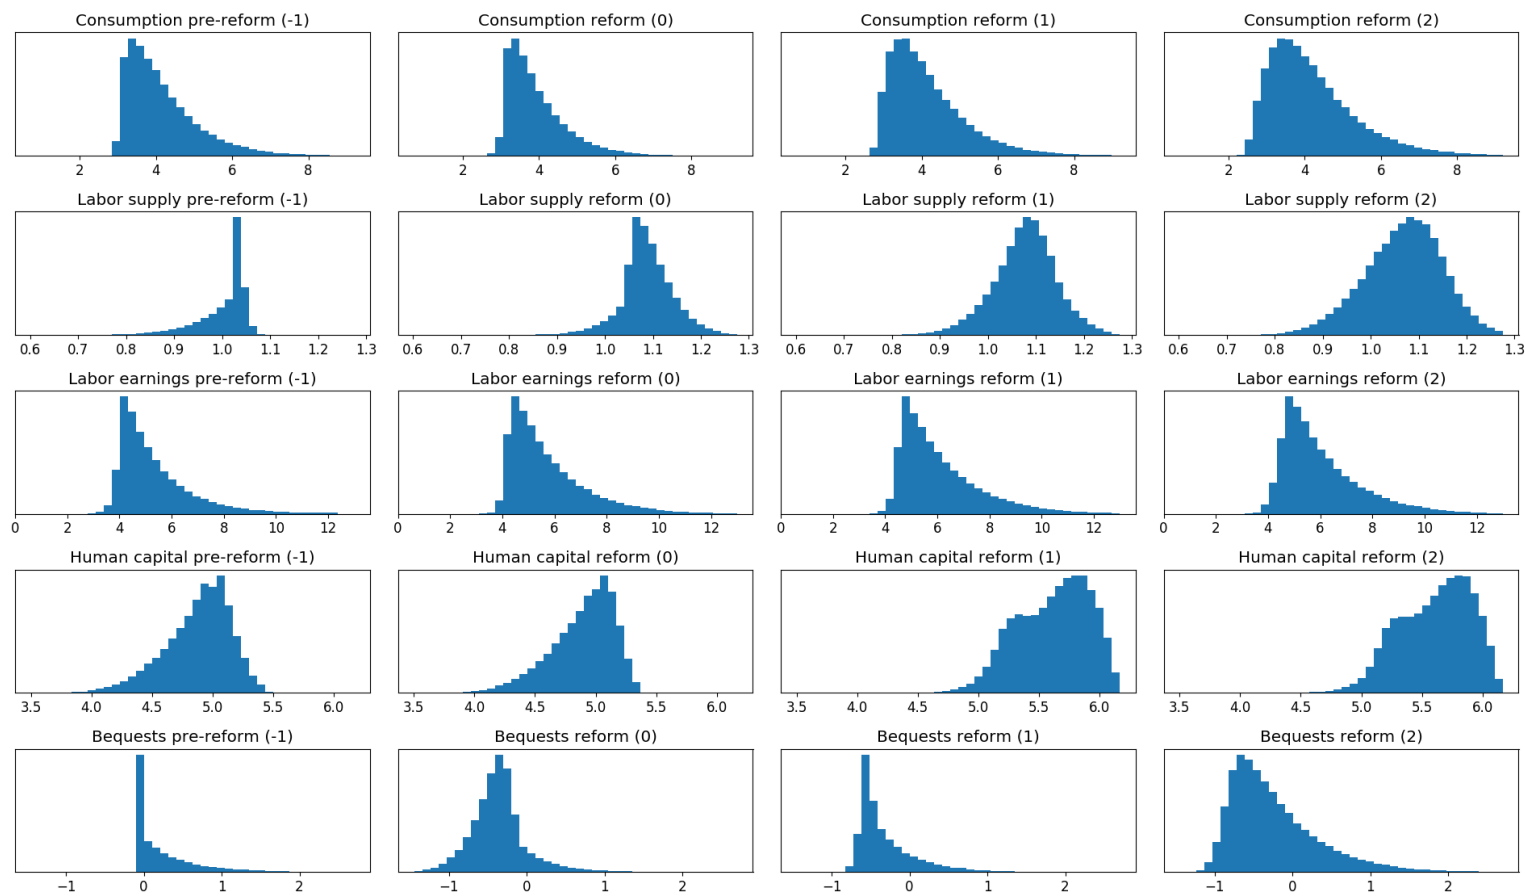 Consumption pre-reform (-1) Consumption reform (0) Consumption reform (1) Consumption reform (2)
2 4 6 8 2 4 6 8 2 4 6 8 2 4 6 8
Labor supply pre-reform (-1) Labor supply reform (0) Labor supply reform (1) Labor supply reform (2)
0.6 0.7 0.8 0.9 1.0 1.1 1.2 1.3 0.6 0.7 0.8 0.9 1.0 1.1 1.2 1.3 0.6 0.7 0.8 0.9 1.0 1.1 1.2 1.3 0.6 0.7 0.8 0.9 1.0 1.1 1.2 1.3
Labor earnings pre-reform (-1) Labor earnings reform (0) Labor earnings reform (1) Labor earnings reform (2)
0 2 4 6 8 10 12 0 2 4 6 8 10 12 0 2 4 6 8 10 12 0 2 4 6 8 10 12
Human capital pre-reform (-1) Human capital reform (0) Human capital reform (1) Human capital reform (2)
3.5 4.0 4.5 5.0 5.5 6.0 3.5 4.0 4.5 5.0 5.5 6.0 3.5 4.0 4.5 5.0 5.5 6.0 3.5 4.0 4.5 5.0 5.5 6.0
Bequests pre-reform (-1) Bequests reform (0) Bequests reform (1) Bequests reform (2)
−1 0 1 2 −1 0 1 2 −1 0 1 2 −1 0 1 2